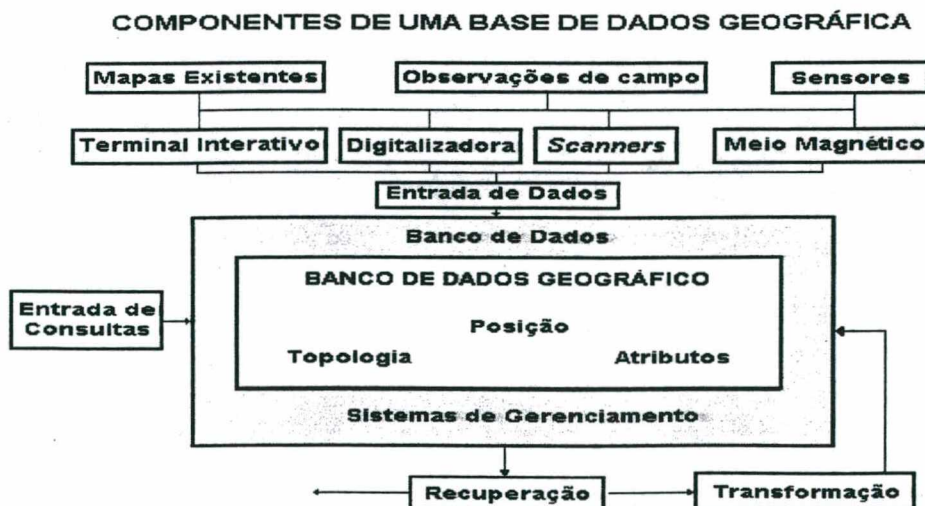 COMPONENTES DE UMA BASE DE DADOS GEOGRÁFICA
Mapas Existentes
Observações de campo
Sensores
Terminal Interativo
Digitalizadora
Scanners
Meio Magnético
Entrada de Dados
Banco de Dados
BANCO DE DADOS GEOGRÁFICO
Entrada de
Consultas
Posição
Topologia
Atributos
Sistemas de Gerenciamento
Recuperação
Transformação